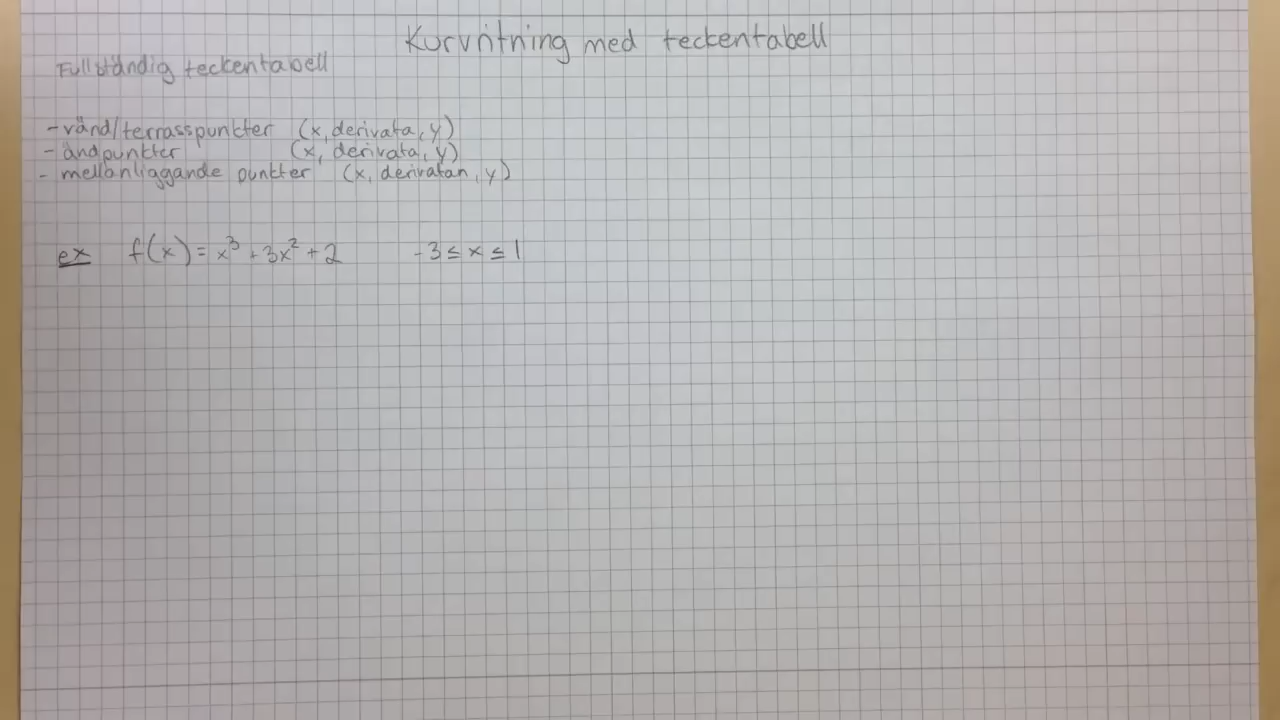 Kurvritning med teckentabell
Fullständig teckentabell
- vänd/terrasspunkter (x, derivata, y)
- ändpunkter (x, derivata, y)
- mellanliggande punkter (x, derivatan, y)
ex f(x) = x³ + 3x² + 2 -3 ≤ x ≤ 1